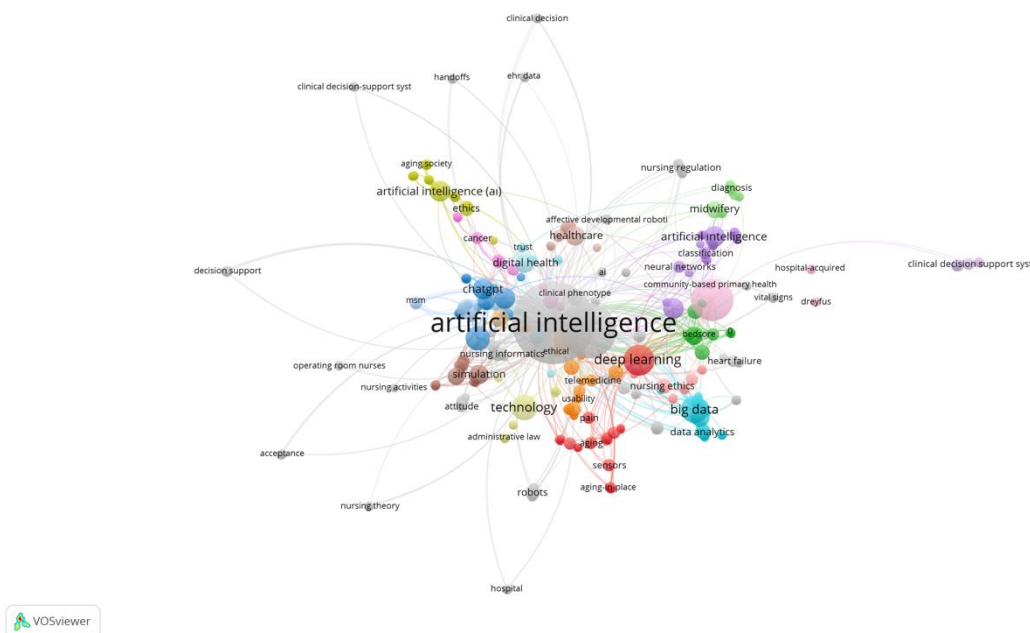 clinical decision
handoffs
ehr data
clinical decision-support syst
aging society
artificial intelligence (ai)
ethics
nursing regulation
diagnosis
midwifery
affective developmental roboti
healthcare
cancer
trust
digital health
artificial intelligence
classification
neural networks
hospital-acquired
clinical decision support syst
decision support
ai
community-based primary health
chatgpt
clinical phenotype
msm
vital signs
dreyfus
artificial intelligence
bedsore
nursing informatics
ethical
deep learning
heart failure
operating room nurses
simulation
telemedicine
nursing ethics
nursing activities
attitude
technology
usability
big data
pain
administrative law
aging
data analytics
acceptance
sensors
robots
aging-in-place
nursing theory
hospital
VOSviewer